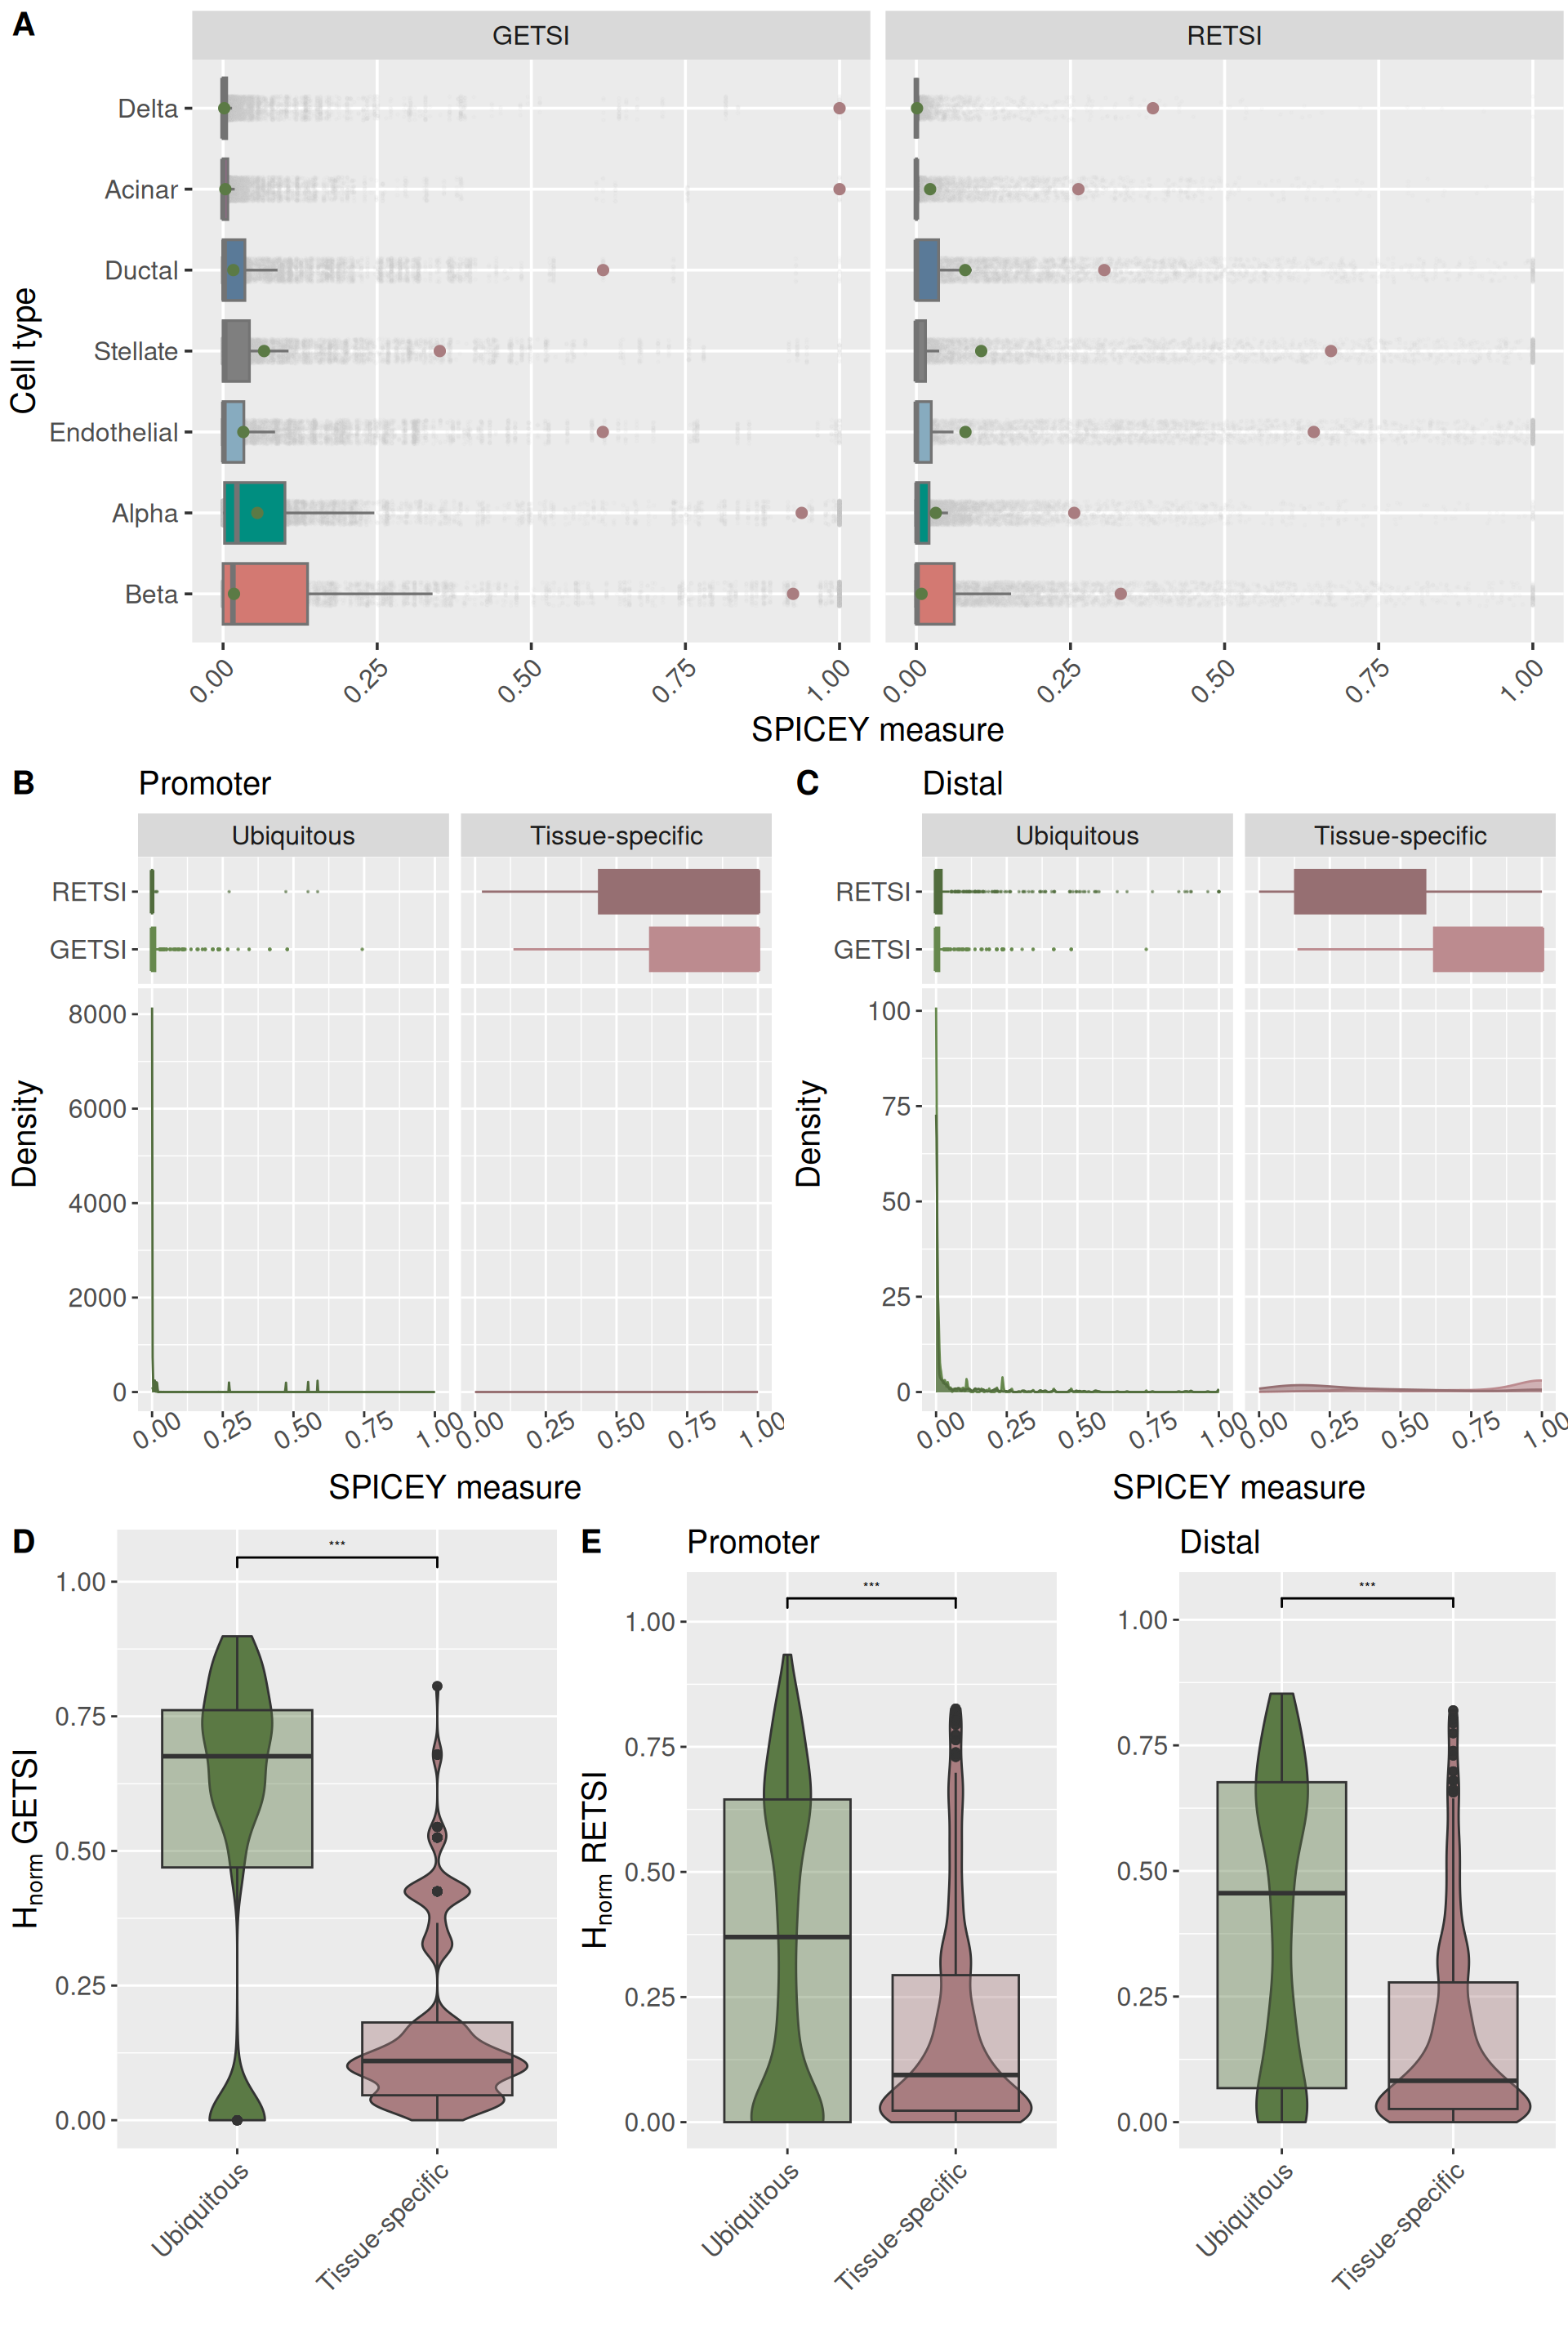 A
GETSI
RETSI
Cell type
Delta
Acinar
Ductal
Stellate
Endothelial
Alpha
Beta
0.00 0.25 0.50 0.75 1.00
0.00 0.25 0.50 0.75 1.00
SPICEY measure
B
Promoter
Ubiquitous
Tissue-specific
RETSI
GETSI
Density
8000
6000
4000
2000
0
0.00 0.25 0.50 0.75 1.00
0.00 0.25 0.50 0.75 1.00
SPICEY measure
C
Distal
Ubiquitous
Tissue-specific
RETSI
GETSI
Density
100
75
50
25
0
0.00 0.25 0.50 0.75 1.00
0.00 0.25 0.50 0.75 1.00
SPICEY measure
D
***
Hnorm GETSI
1.00
0.75
0.50
0.25
0.00
Ubiquitous
Tissue-specific
E
Promoter
***
Hnorm RETSI
1.00
0.75
0.50
0.25
0.00
Ubiquitous
Tissue-specific
Distal
***
1.00
0.75
0.50
0.25
0.00
Ubiquitous
Tissue-specific